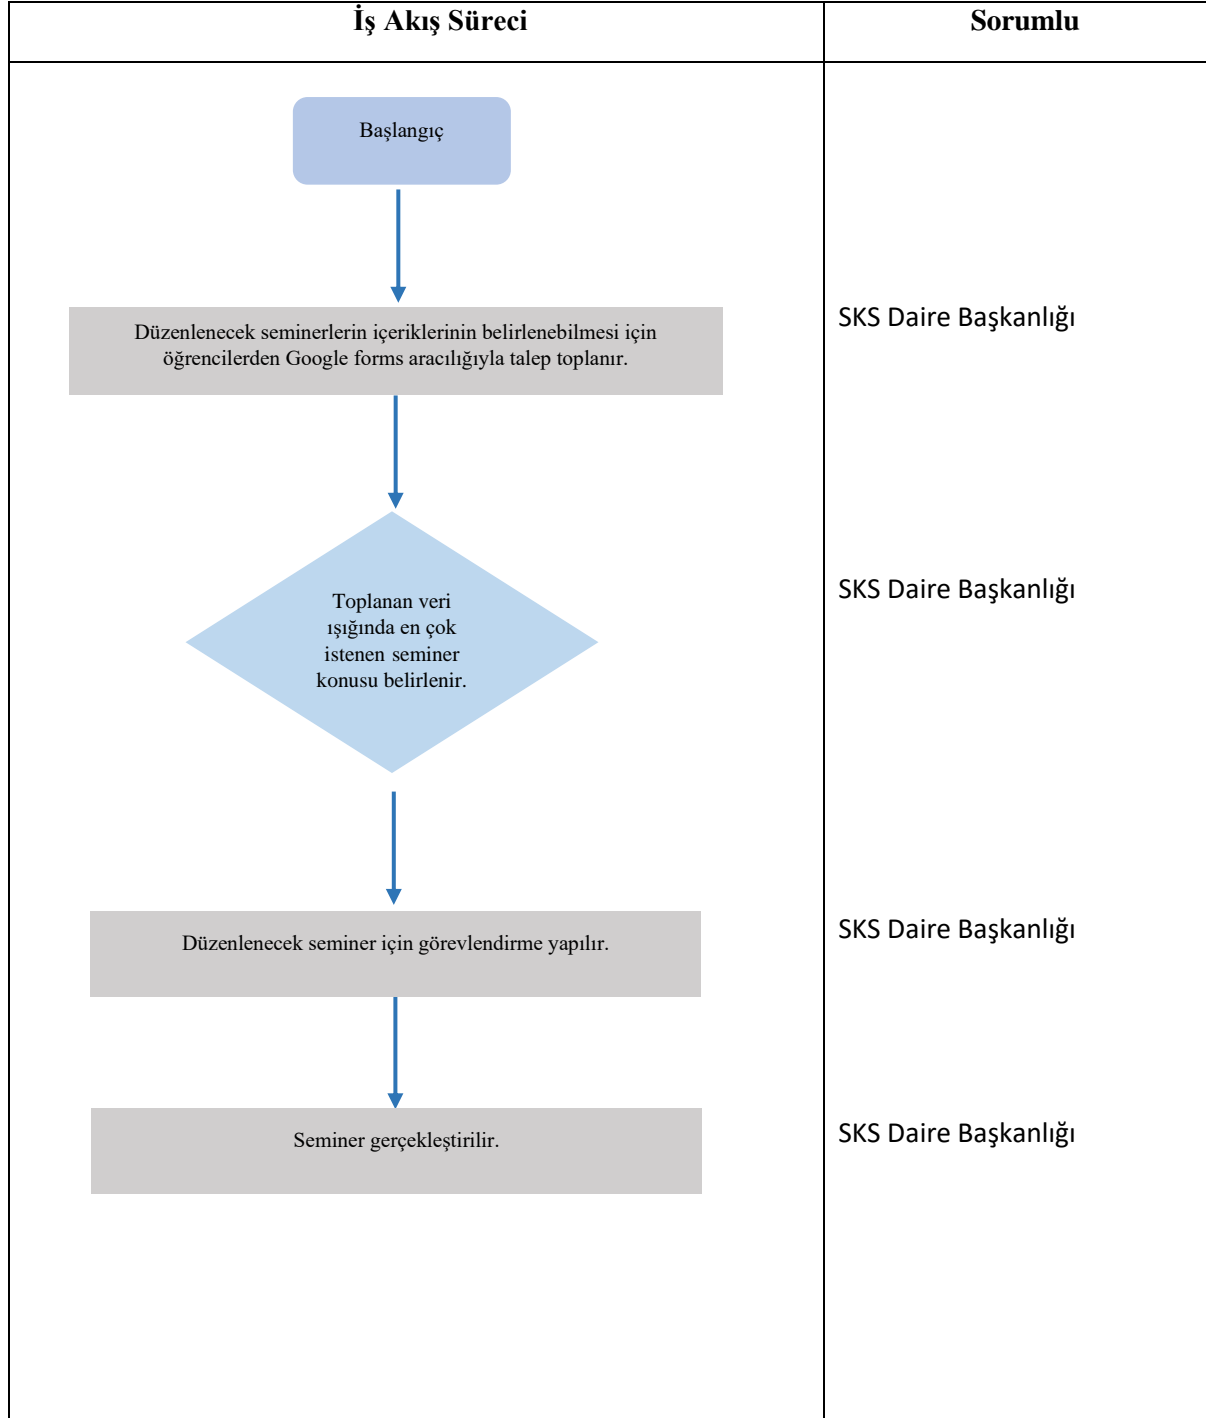 İş Akış Süreci
Sorumlu
Başlangıç
Düzenlenecek seminerlerin içeriklerinin belirlenebilmesi için
öğrencilerden Google forms aracılığıyla talep toplanır.
SKS Daire Başkanlığı
Toplanan veri
ışığında en çok
istenen seminer
konusu belirlenir.
SKS Daire Başkanlığı
Düzenlenecek seminer için görevlendirme yapılır.
SKS Daire Başkanlığı
Seminer gerçekleştirilir.
SKS Daire Başkanlığı